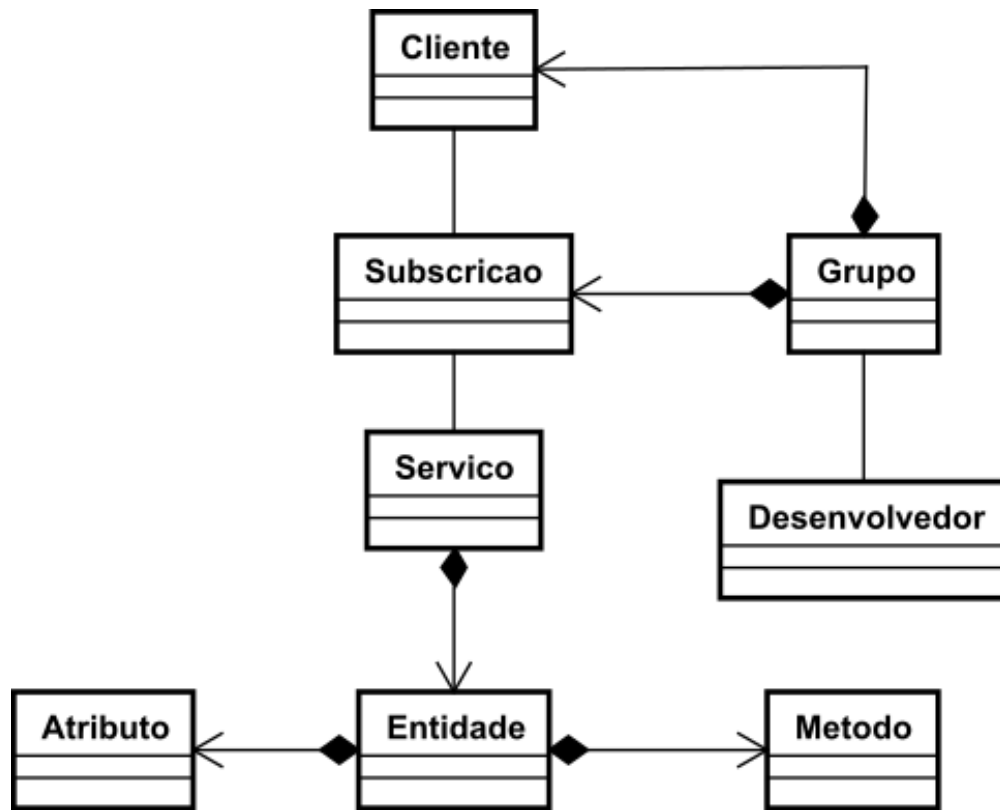 Cliente
Subscricao
Grupo
Servico
Desenvolvedor
Atributo
Entidade
Metodo